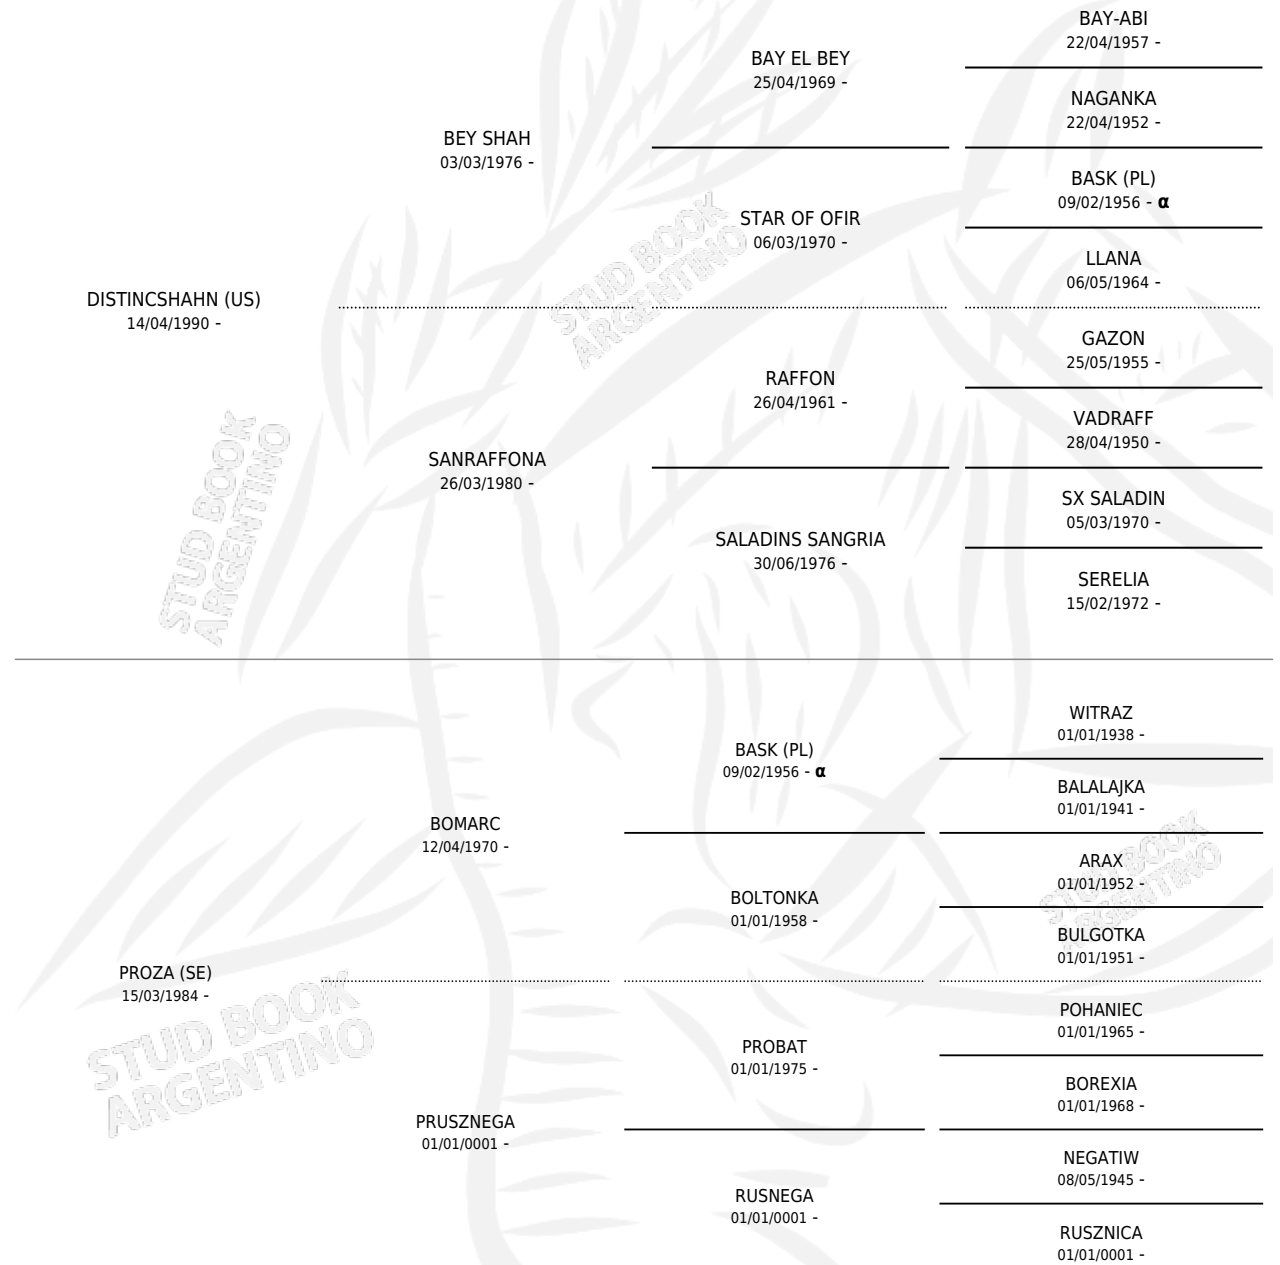 BAY-ABI
22/04/1957 -
BAY EL BEY
25/04/1969 -
NAGANKA
22/04/1952 -
BEY SHAH
03/03/1976 -
BASK (PL)
09/02/1956 - α
STAR OF OFIR
06/03/1970 -
LLANA
06/05/1964 -
DISTINCSHAHN (US)
14/04/1990 -
STUD BOOK
ARGENTINO
GAZON
25/05/1955 -
RAFFON
26/04/1961 -
VADRAFF
28/04/1950 -
SANRAFFONA
26/03/1980 -
STUD BOOK
ARGENTINO
SX SALADIN
05/03/1970 -
SALADINS SANGRIA
30/06/1976 -
SERELIA
15/02/1972 -
WITRAZ
01/01/1938 -
BASK (PL)
09/02/1956 - α
BALALAJKA
01/01/1941 -
BOMARC
12/04/1970 -
ARAX
01/01/1952 -
STUD BOOK
ARGENTINO
BOLTONKA
01/01/1958 -
BULGOTKA
01/01/1951 -
PROZA (SE)
15/03/1984 -
STUD BOOK
ARGENTINO
POHANIEC
01/01/1965 -
PROBAT
01/01/1975 -
BOREXIA
01/01/1968 -
PRUSZNEGA
01/01/0001 -
NEGATIW
08/05/1945 -
RUSNEGA
01/01/0001 -
RUSZNICA
01/01/0001 -